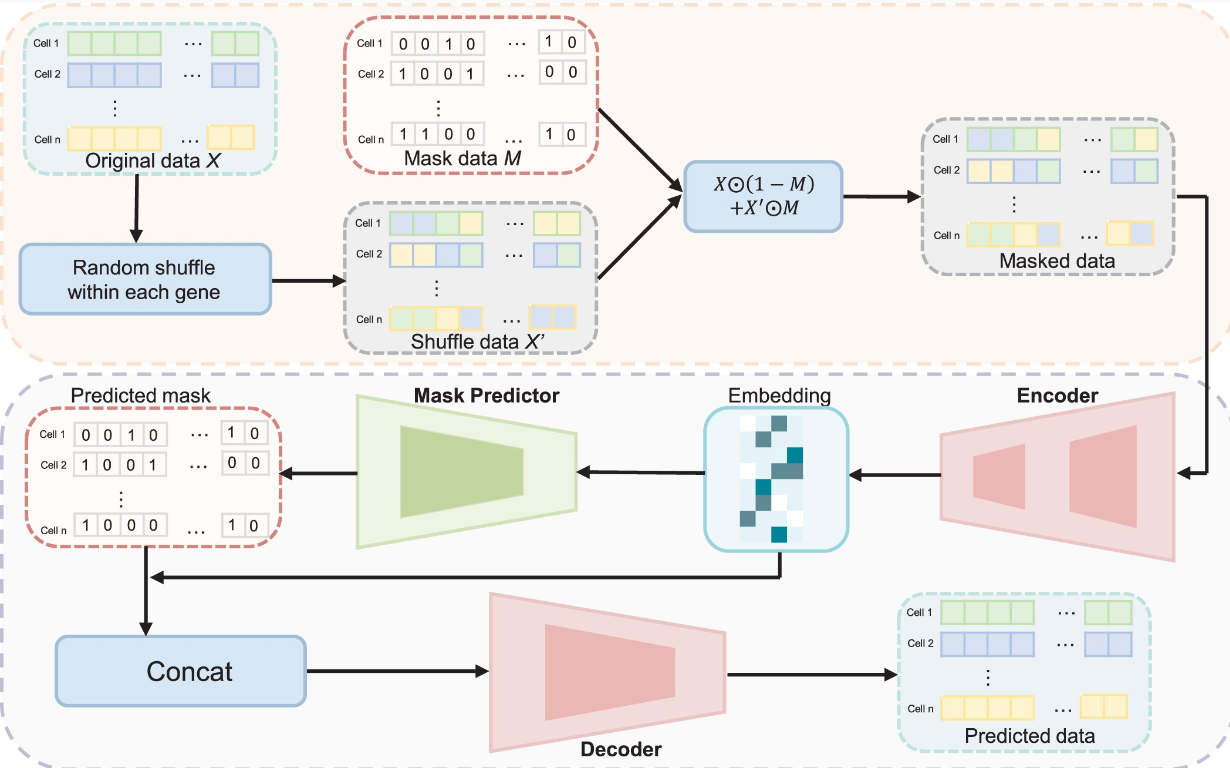 Cell 1 ...
Cell 2 ...
⋮
Cell n ...
Original data X
Random shuffle
within each gene
Cell 1 0 0 1 0 ... 1 0
Cell 2 1 0 0 1 ... 0 0
⋮
Cell n 1 1 0 0 ... 1 0
Mask data M
Cell 1 ...
Cell 2 ...
⋮
Cell n ...
Shuffle data X'
X⊙(1 − M)
+X′⊙M
Cell 1 ...
Cell 2 ...
⋮
Cell n ...
Masked data
Encoder
Embedding
Mask Predictor
Predicted mask
Cell 1 0 0 1 0 ... 1 0
Cell 2 1 0 0 1 ... 0 0
⋮
Cell n 1 0 0 0 ... 1 0
Concat
Decoder
Cell 1 ...
Cell 2 ...
⋮
Cell n ...
Predicted data